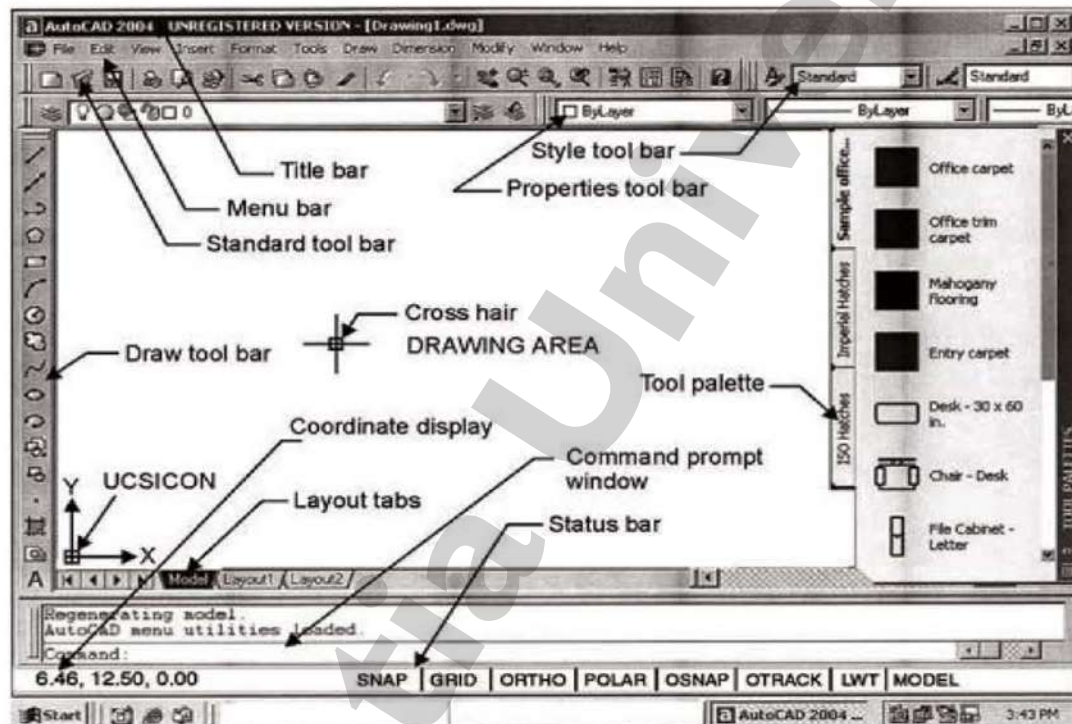 AutoCAD 2004 - UNREGISTERED VERSION - [Drawing1.dwg]
File Edit View Insert Format Tools Draw Dimension Modify Window Help
Standard Standard
0 ByLayer ByLayer ByL
Title bar
Style tool bar
Menu bar
Properties tool bar
Standard tool bar
Cross hair
DRAWING AREA
Draw tool bar
Tool palette
Coordinate display
Command prompt
window
UCSICON
Layout tabs
Status bar
Y
X
A
Sample office...
Imperial Hatches
ISO Hatches
Office carpet
Office trim
carpet
Mahogany
flooring
Entry carpet
Desk - 30 x 60
in.
Chair - Desk
File Cabinet -
Letter
TOOL PALETTES
Model Layout1 Layout2
Regenerating model.
AutoCAD menu utilities loaded.
Command:
6.46, 12.50, 0.00 SNAP GRID ORTHO POLAR OSNAP OTRACK LWT MODEL
Start AutoCAD 2004 ... 3:43 PM